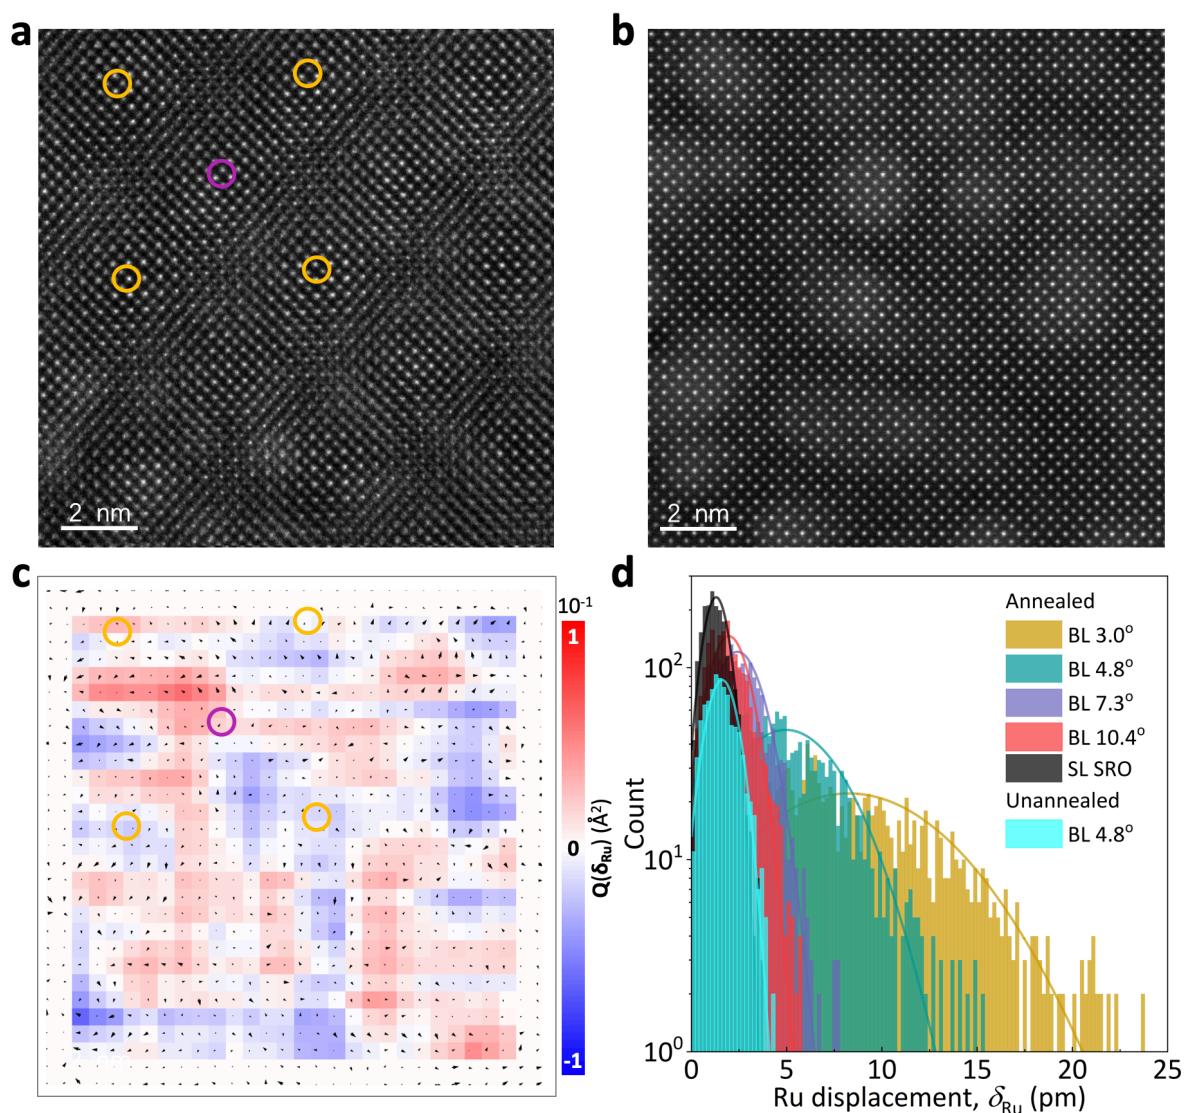 a
b
2 nm
2 nm
c
d
10⁻¹
1
0
-1
Q(δRu) (Å²)
Count
10²
10¹
10⁰
Annealed
BL 3.0°
BL 4.8°
BL 7.3°
BL 10.4°
SL SRO
Unannealed
BL 4.8°
0 5 10 15 20 25
Ru displacement, δRu (pm)